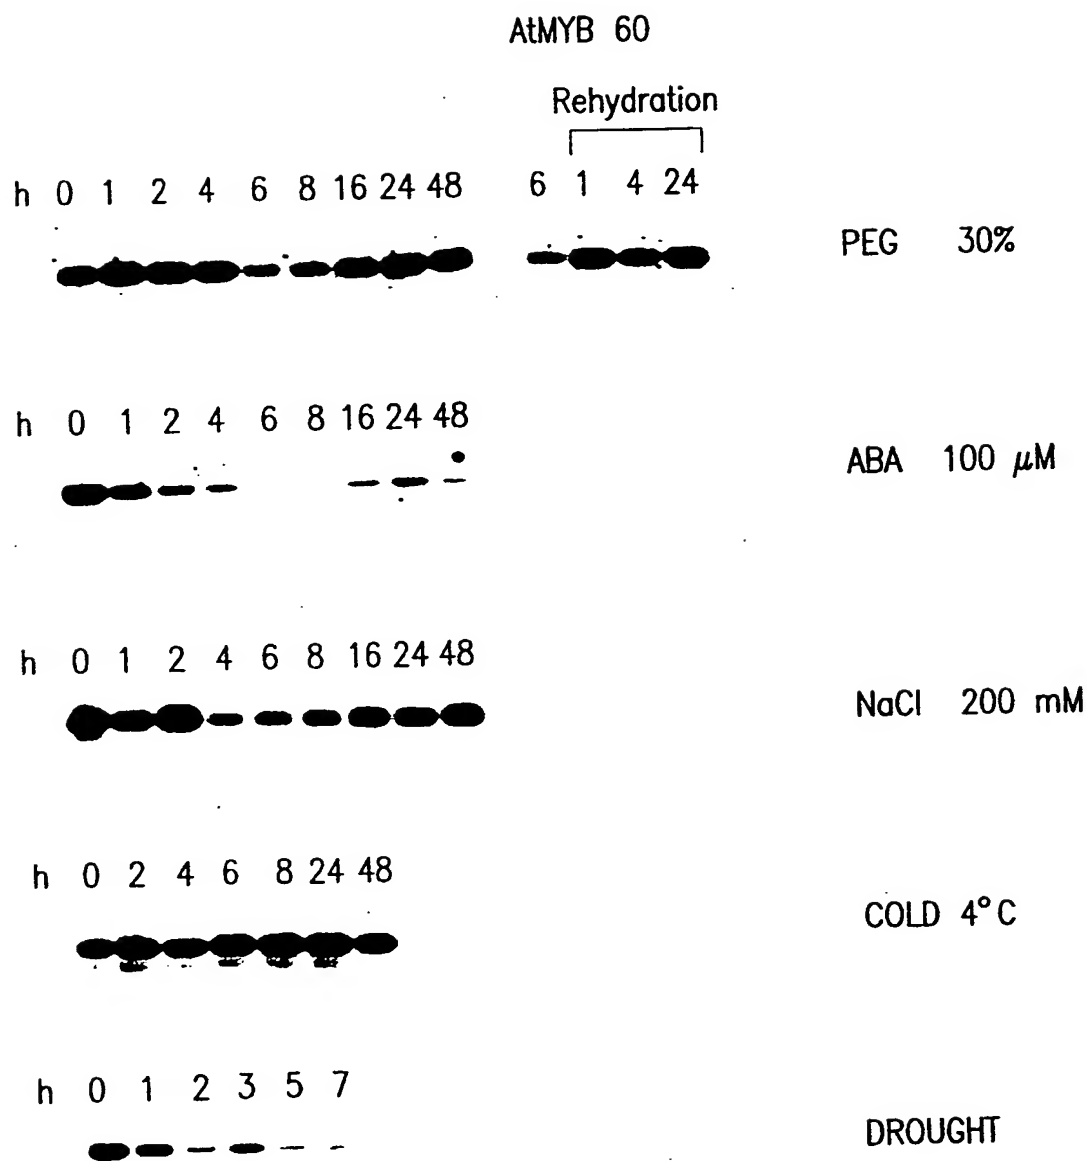 AtMYB 60
Rehydration
h 0 1 2 4 6 8 16 24 48 6 1 4 24
PEG 30%
h 0 1 2 4 6 8 16 24 48
ABA 100 μM
h 0 1 2 4 6 8 16 24 48
NaCl 200 mM
h 0 2 4 6 8 24 48
COLD 4°C
h 0 1 2 3 5 7
DROUGHT